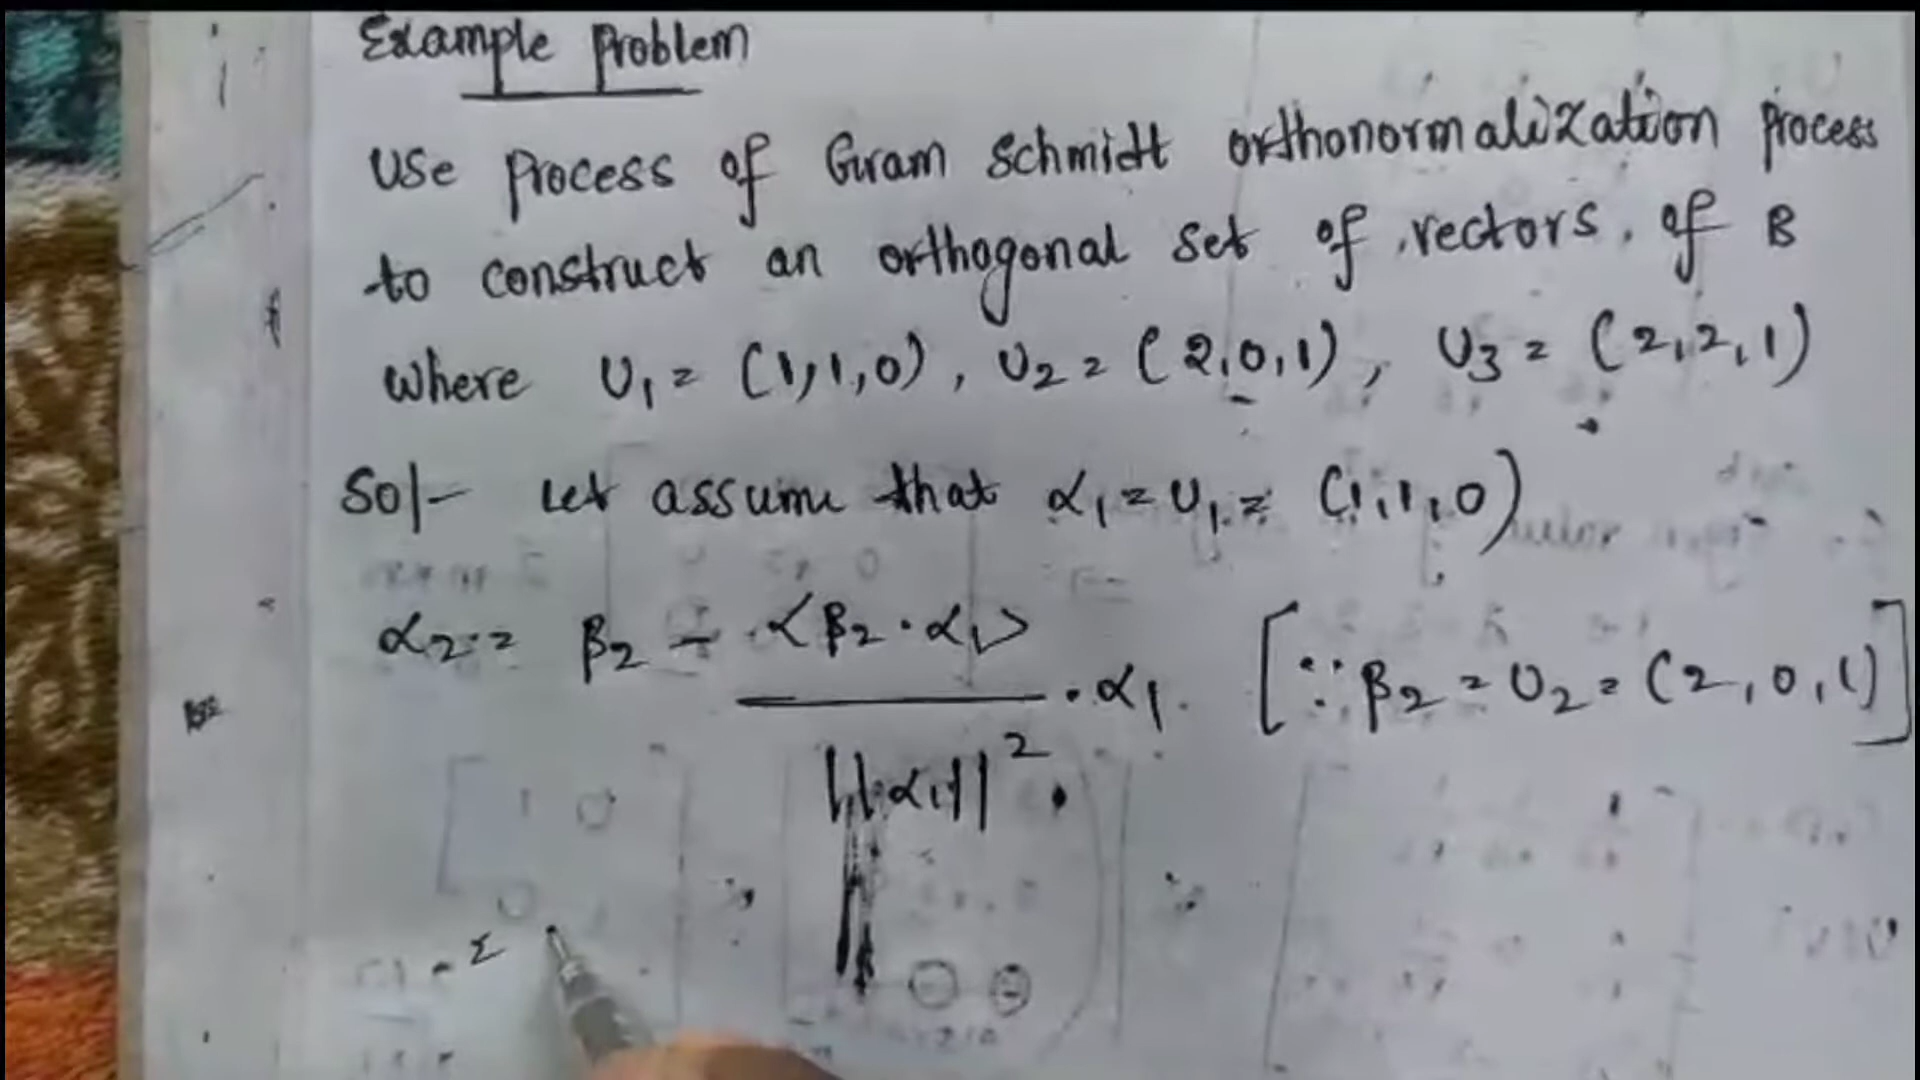 Example Problem
Use Process of Gram Schmidt orthonormalization Process
to construct an orthogonal set of vectors. of B
where U₁ = (1,1,0), U₂ = (2,0,1), U₃ = (2,2,1)
Sol- Let assume that α₁ = U₁ = (1,1,0)
α₂ = β₂ - <β₂ · α₁> / ||α₁||² · α₁. [∵ β₂ = U₂ = (2,0,1)]
=